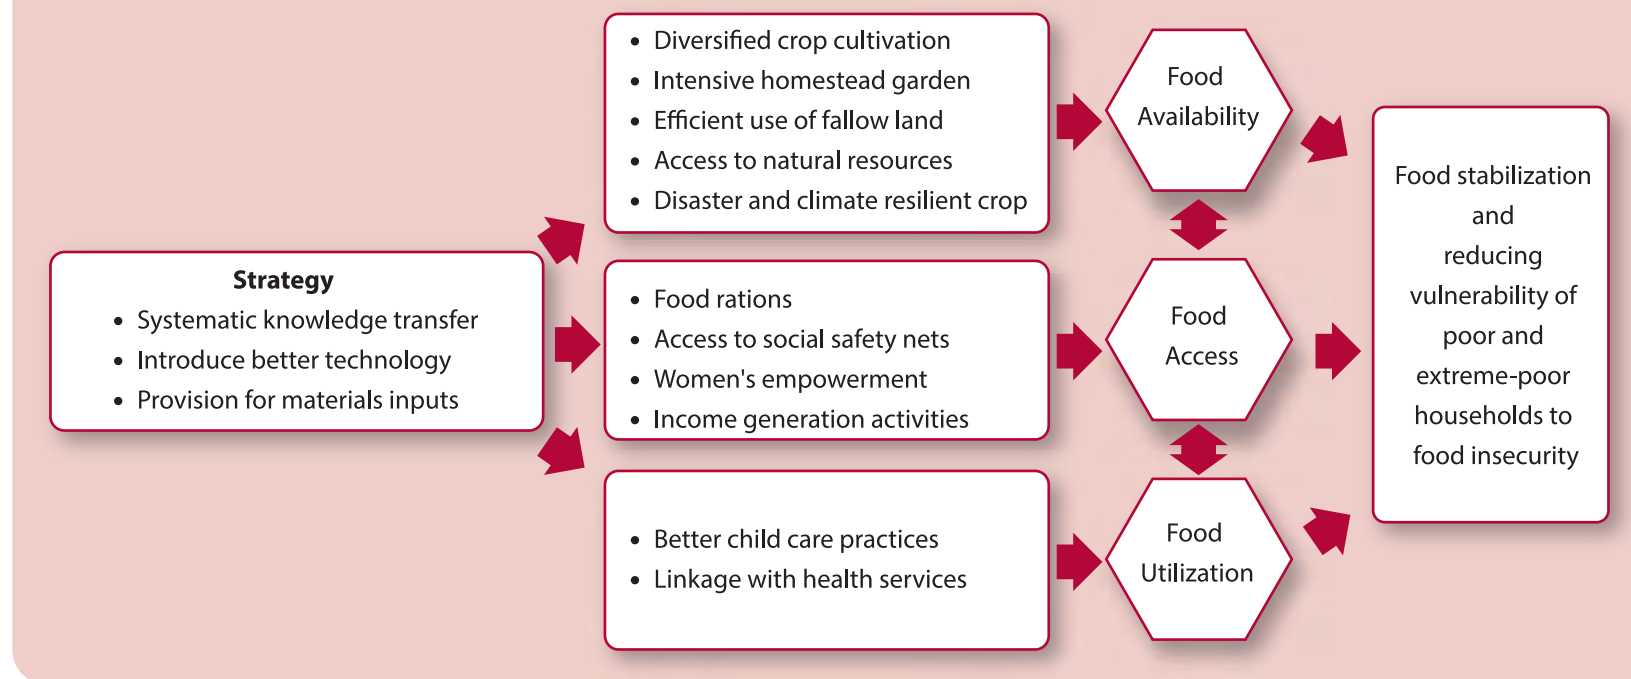 Strategy
• Systematic knowledge transfer
• Introduce better technology
• Provision for materials inputs
• Diversified crop cultivation
• Intensive homestead garden
• Efficient use of fallow land
• Access to natural resources
• Disaster and climate resilient crop
• Food rations
• Access to social safety nets
• Women's empowerment
• Income generation activities
• Better child care practices
• Linkage with health services
Food
Availability
Food
Access
Food
Utilization
Food stabilization
and
reducing
vulnerability of
poor and
extreme-poor
households to
food insecurity